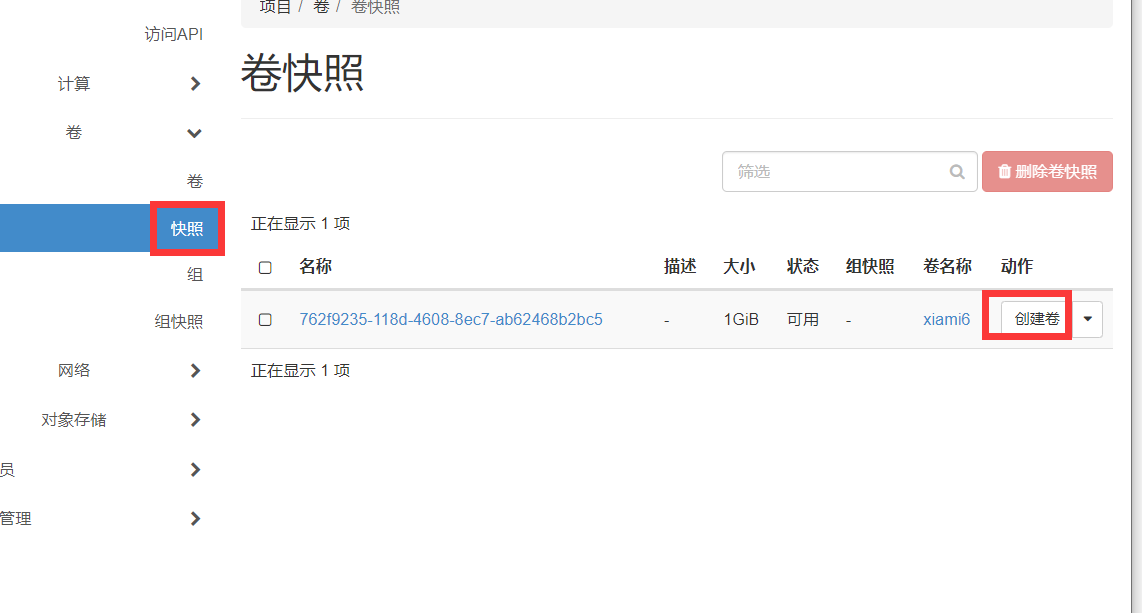 项目 / 卷 / 卷快照
访问API
计算
卷
卷
快照
组
组快照
网络
对象存储
员
管理
卷快照
筛选 删除卷快照
正在显示 1 项
名称 描述 大小 状态 组快照 卷名称 动作
762f9235-118d-4608-8ec7-ab62468b2bc5 - 1GiB 可用 - xiami6 创建卷
正在显示 1 项